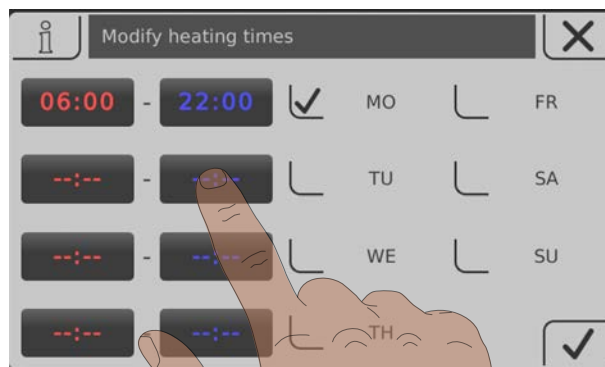 Modify heating times
06:00 - 22:00 MO FR
--:-- - --:-- TU SA
--:-- - --:-- WE SU
--:-- - --:-- TH